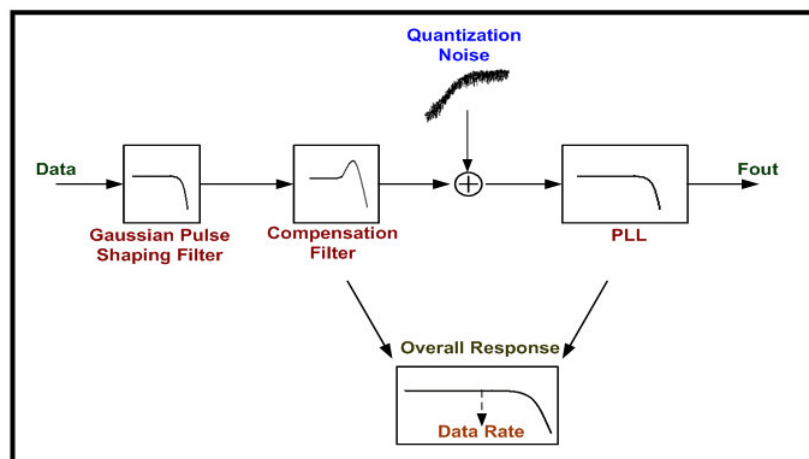 Quantization
Noise
Data
Fout
Gaussian Pulse
Shaping Filter
Compensation
Filter
PLL
Overall Response
Data Rate